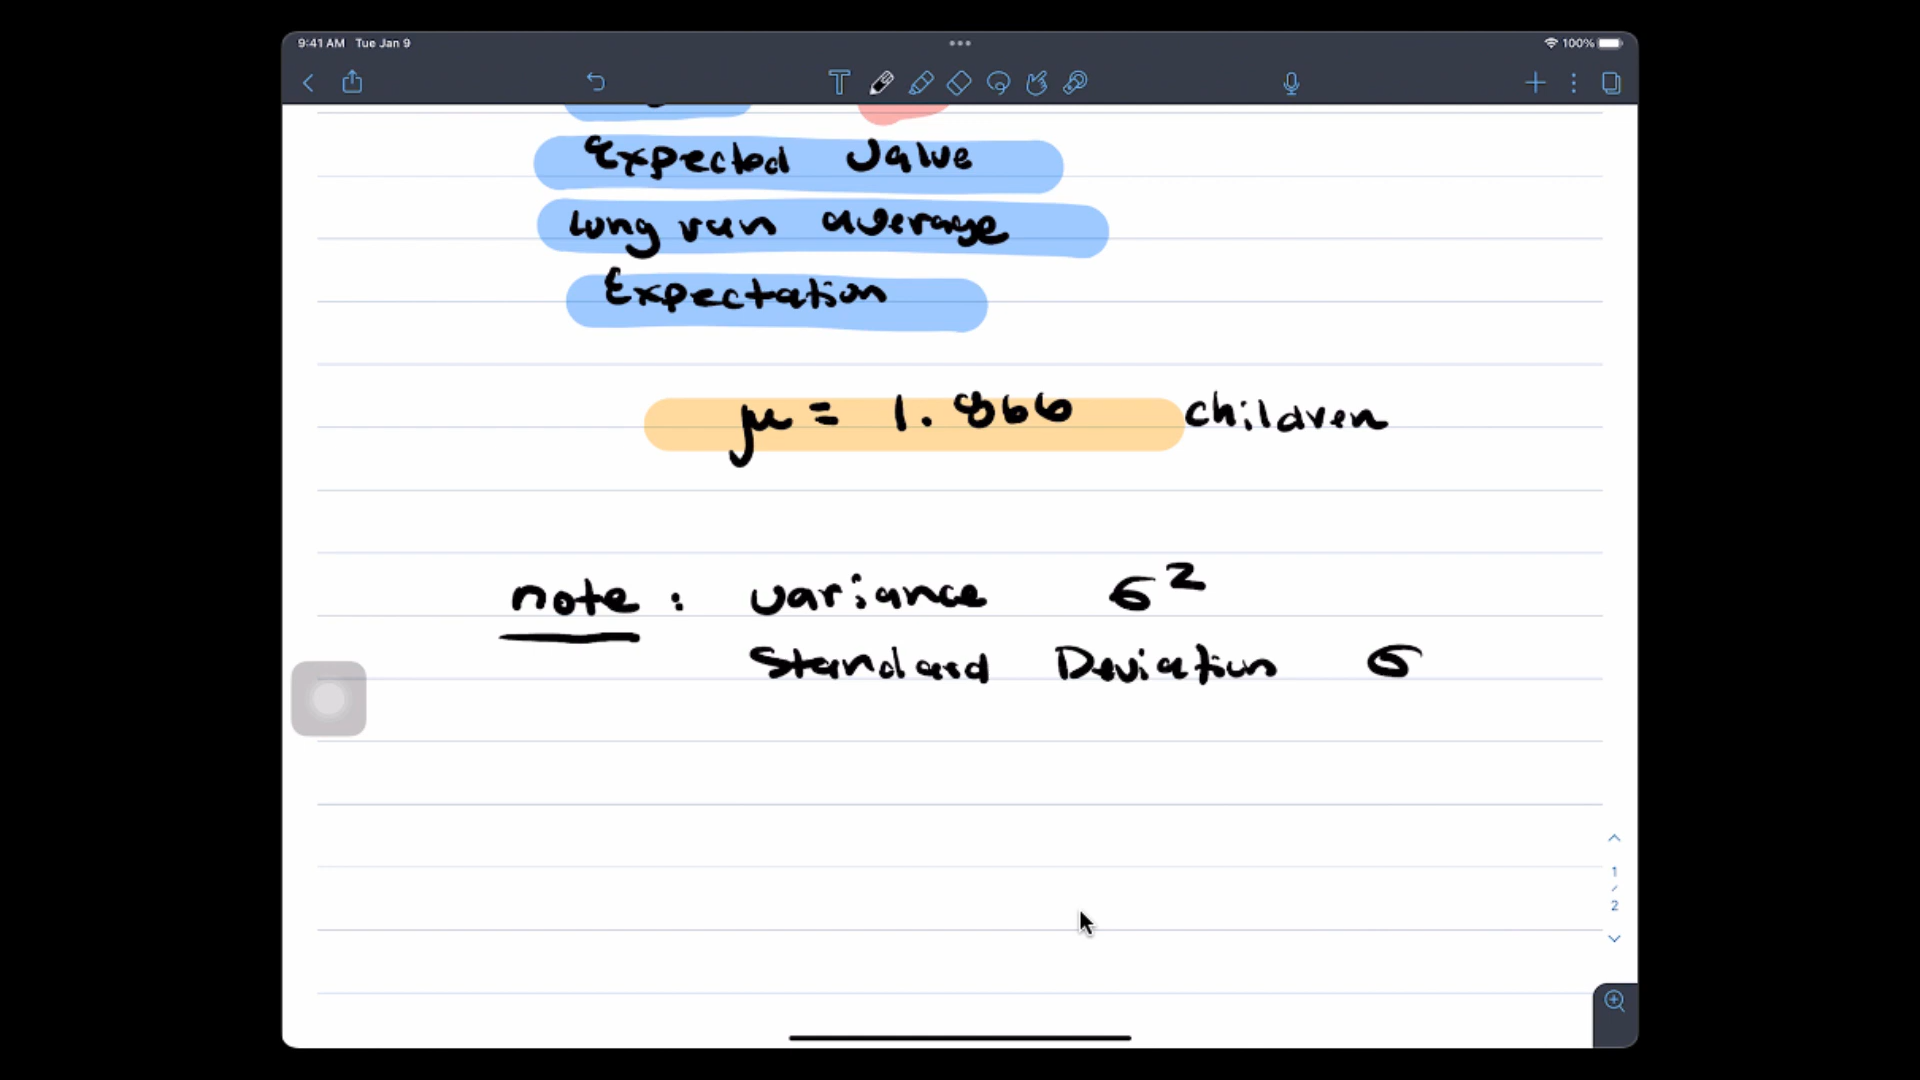 9:41 AM Tue Jan 9
100%
Expected Value
Long run average
Expectation
μ = 1.866 children
note: variance σ²
Standard Deviation σ
1
/
2